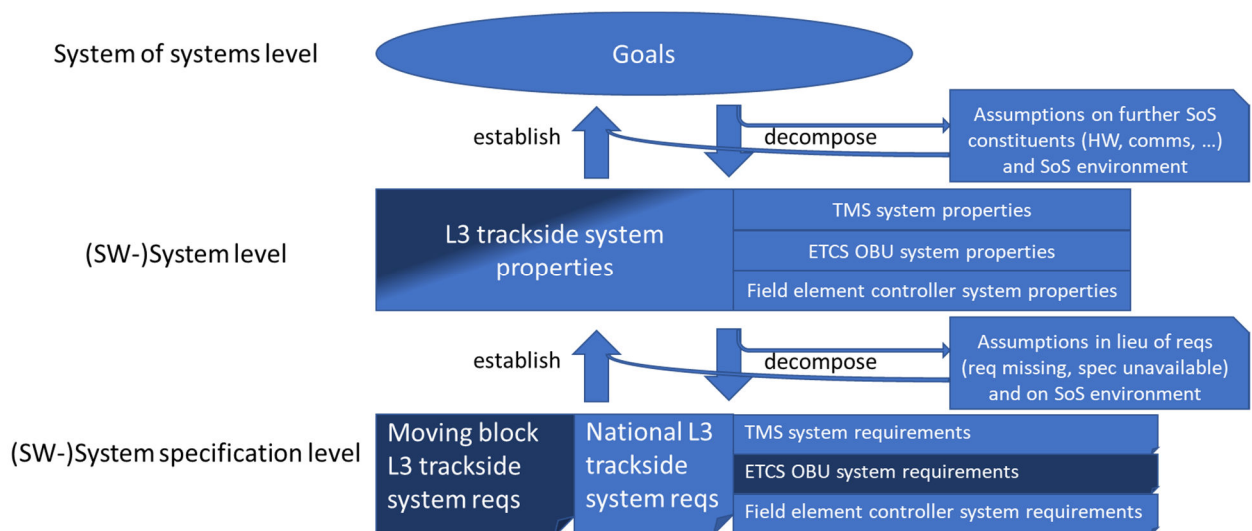 System of systems level
Goals
establish
decompose
Assumptions on further SoS
constituents (HW, comms, …)
and SoS environment
(SW-)System level
L3 trackside system
properties
TMS system properties
ETCS OBU system properties
Field element controller system properties
establish
decompose
Assumptions in lieu of reqs
(req missing, spec unavailable)
and on SoS environment
(SW-)System specification level
Moving block
L3 trackside
system reqs
National L3
trackside
system reqs
TMS system requirements
ETCS OBU system requirements
Field element controller system requirements